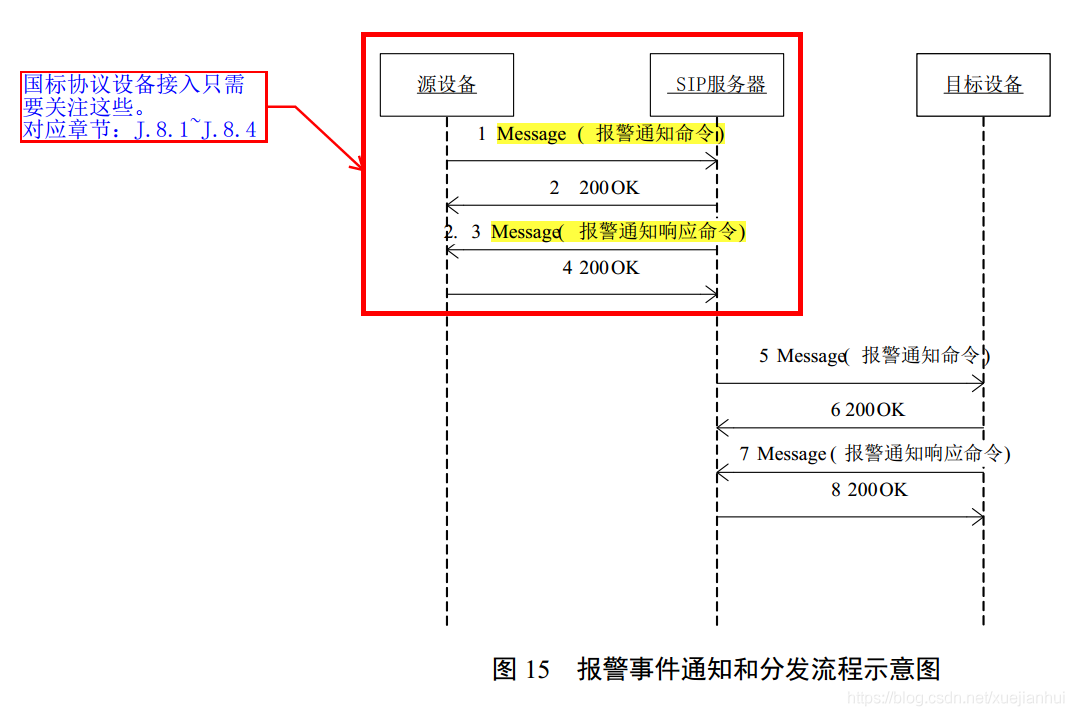 国标协议设备接入只需
要关注这些。
对应章节：J.8.1~J.8.4
源设备
SIP服务器
目标设备
1 Message ( 报警通知命令)
2 200OK
2. 3 Message( 报警通知响应命令)
4 200OK
5 Message( 报警通知命令)
6 200OK
7 Message( 报警通知响应命令)
8 200OK
图 15 报警事件通知和分发流程示意图
https://blog.csdn.net/xuejianhui